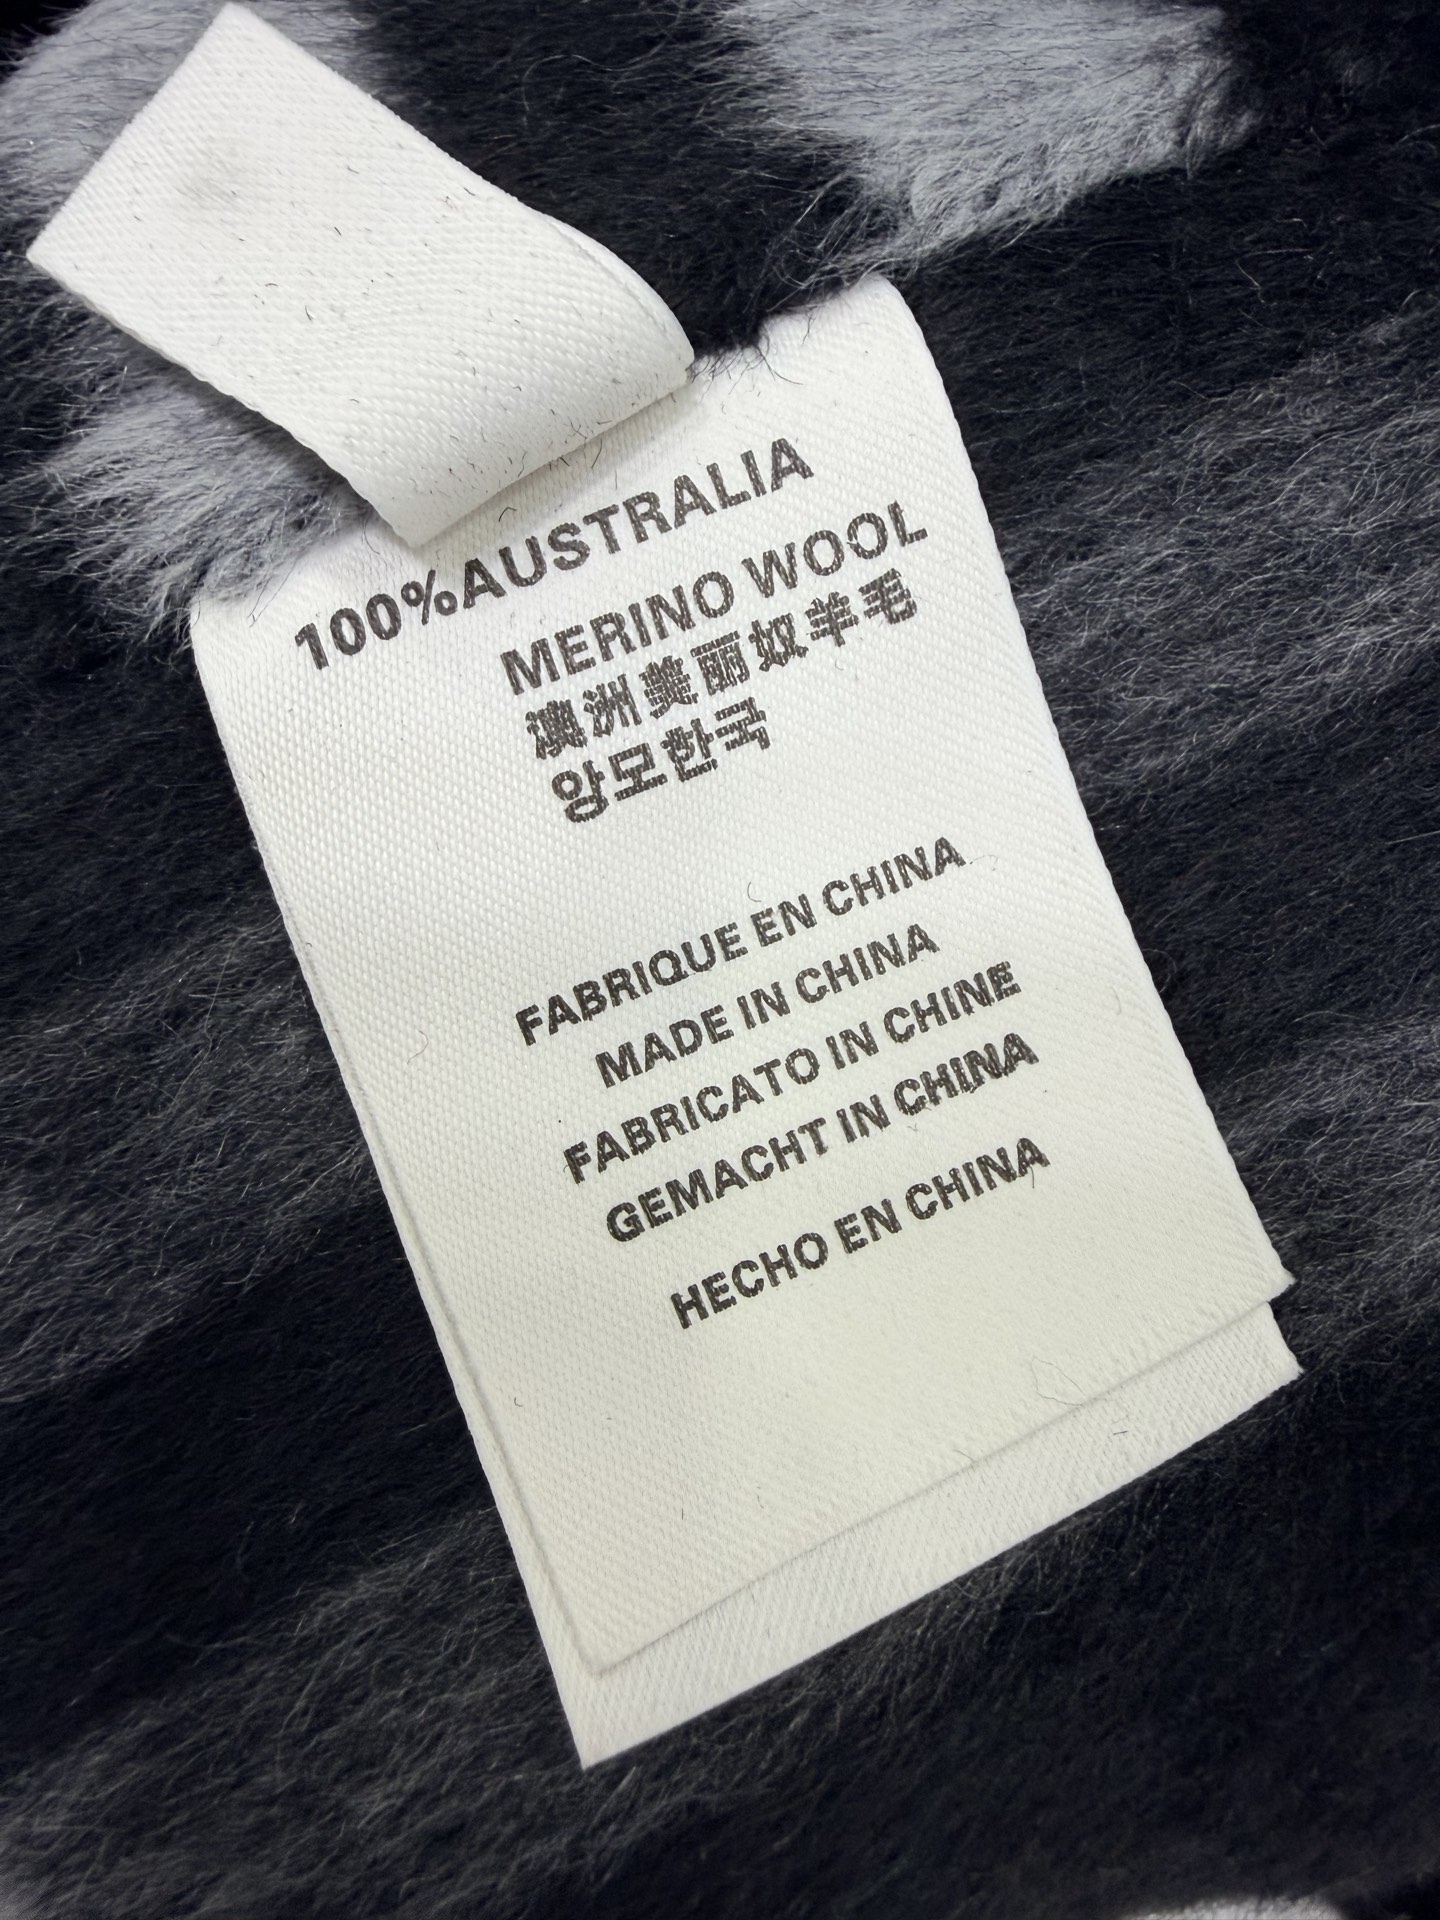 100%AUSTRALIA
MERINO WOOL
澳洲美丽奴羊毛
앙모한국
FABRIQUE EN CHINA
MADE IN CHINA
FABRICATO IN CHINE
GEMACHT IN CHINA
HECHO EN CHINA